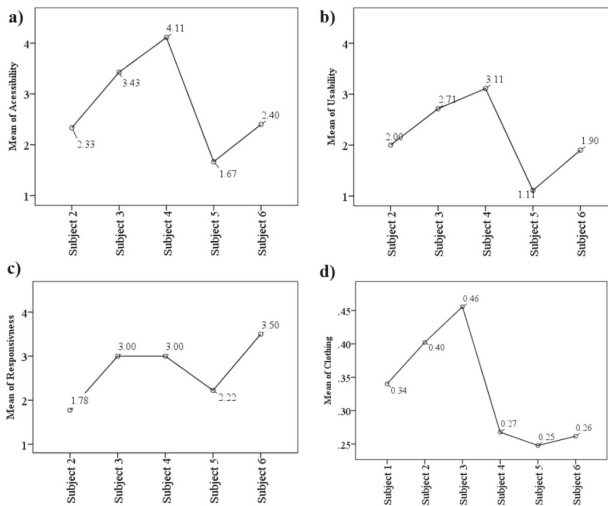 a)
Mean of Acessibility
4
3
2
1
2.33
3.43
4.11
1.67
2.40
Subject 2
Subject 3
Subject 4
Subject 5
Subject 6
b)
Mean of Usability
4
3
2
1
2.00
2.71
3.11
1.11
1.90
Subject 2
Subject 3
Subject 4
Subject 5
Subject 6
c)
Mean of Responsivness
4
3
2
1
1.78
3.00
3.00
2.22
3.50
Subject 2
Subject 3
Subject 4
Subject 5
Subject 6
d)
Mean of Clothing
.45
.40
.35
.30
.25
0.34
0.40
0.46
0.27
0.25
0.26
Subject 1
Subject 2
Subject 3
Subject 4
Subject 5
Subject 6